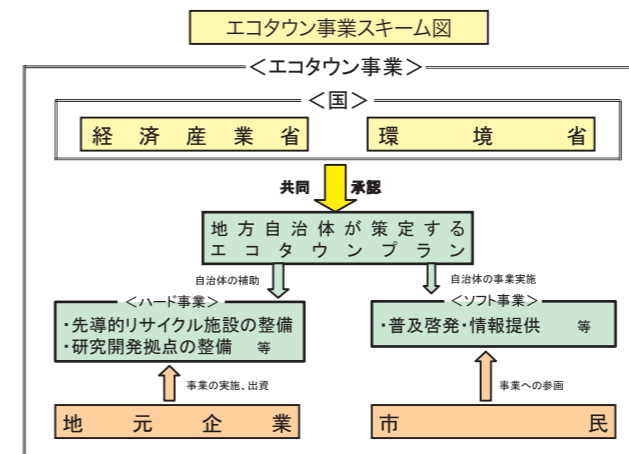 エコタウン事業スキーム図
＜エコタウン事業＞
＜国＞
経済産業省
環境省
共同 承認
地方自治体が策定する
エコタウンプラン
自治体の補助
自治体の事業実施
＜ハード事業＞
・先導的リサイクル施設の整備
・研究開発拠点の整備 等
＜ソフト事業＞
・普及啓発・情報提供 等
事業の実施、出資
事業への参画
地元企業
市民